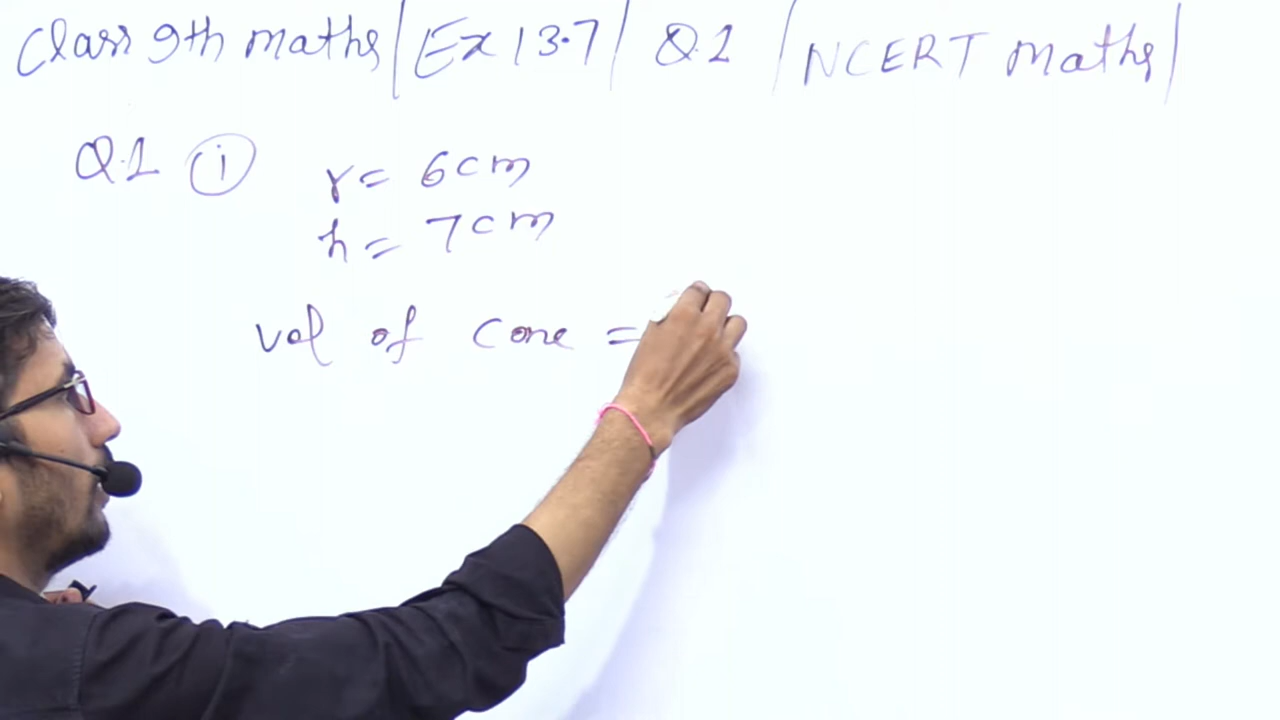 Class 9th maths | Ex 13.7 | Q.1 | NCERT Maths |
Q.1 (i) r = 6cm
h = 7cm
vol of cone =